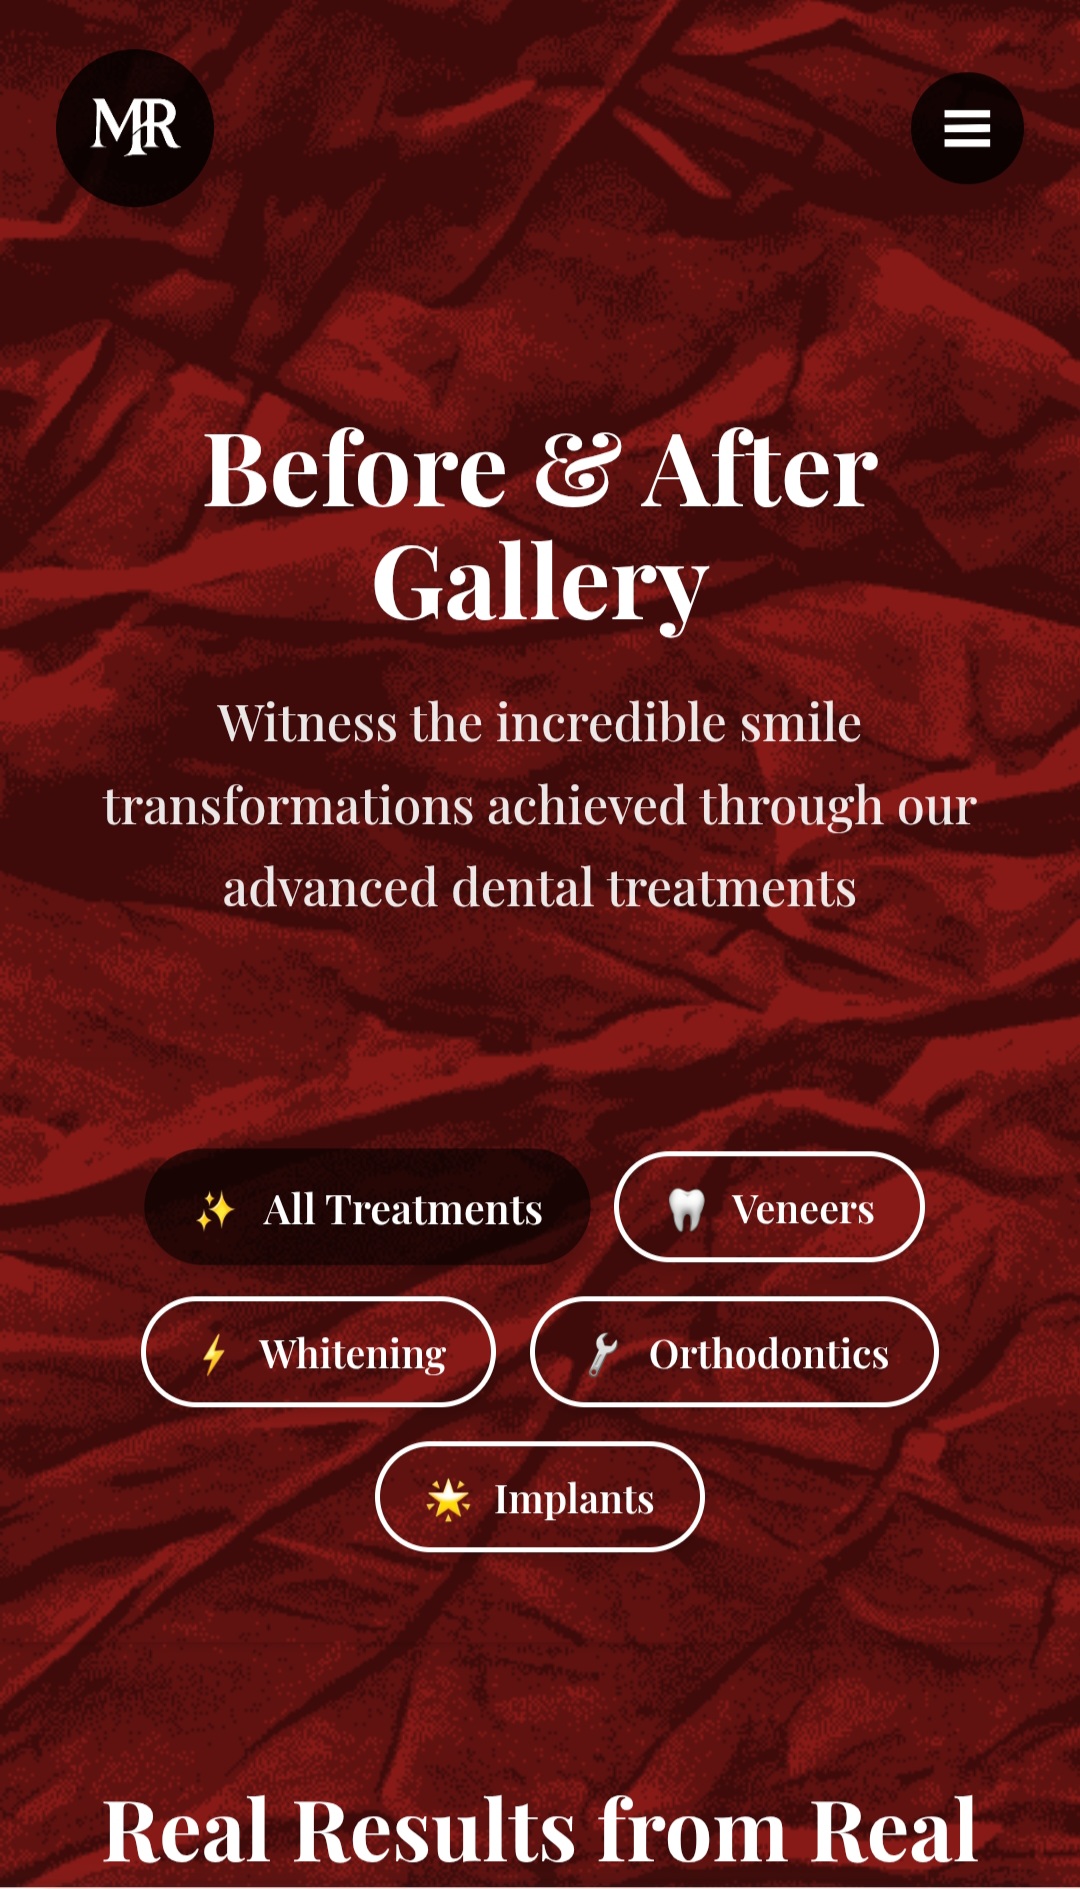 MR
Before & After
Gallery
Witness the incredible smile
transformations achieved through our
advanced dental treatments
✨ All Treatments
🦷 Veneers
⚡ Whitening
🔧 Orthodontics
🌟 Implants
Real Results from Real